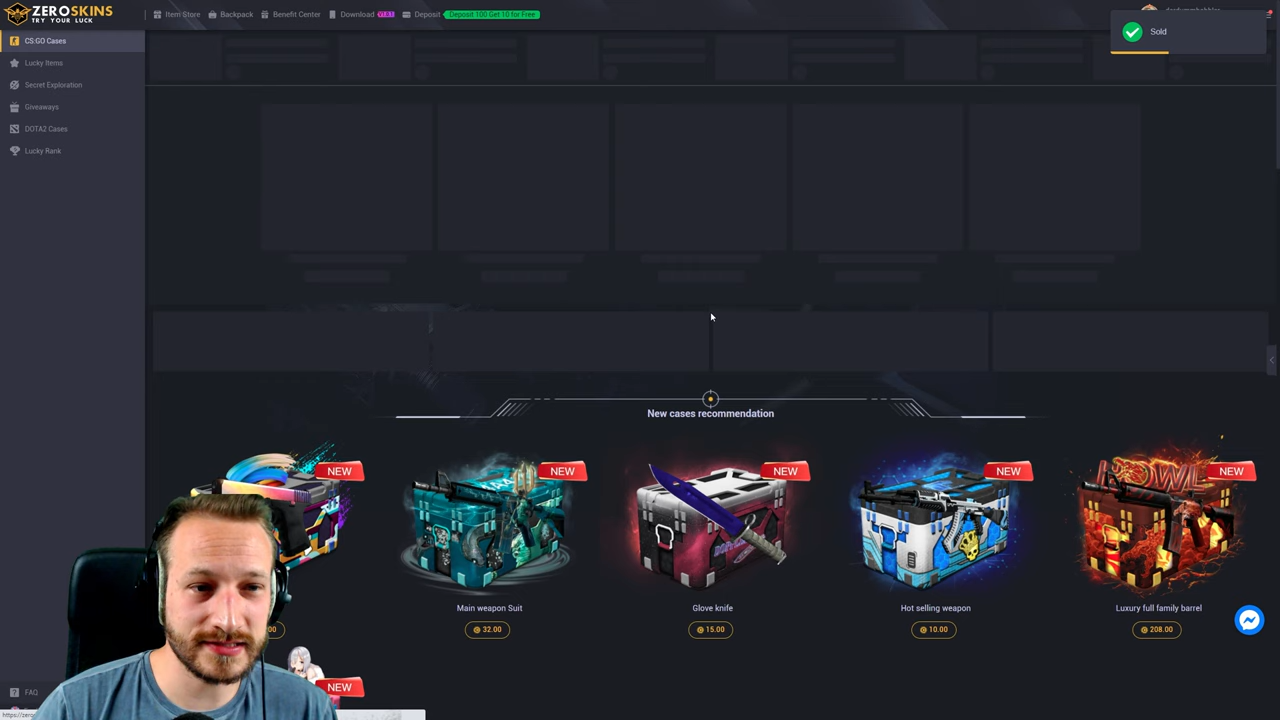 ZEROSKINS
TRY YOUR LUCK
Item Store
Backpack
Benefit Center
Download
Deposit
Deposit 100 Get 10 for Free
Sold
CS:GO Cases
Lucky Items
Secret Exploration
Giveaways
DOTA2 Cases
Lucky Rank
New cases recommendation
NEW
NEW
NEW
NEW
NEW
Main weapon Suit
Glove knife
Hot selling weapon
Luxury full family barrel
32.00
15.00
10.00
208.00
NEW
FAQ